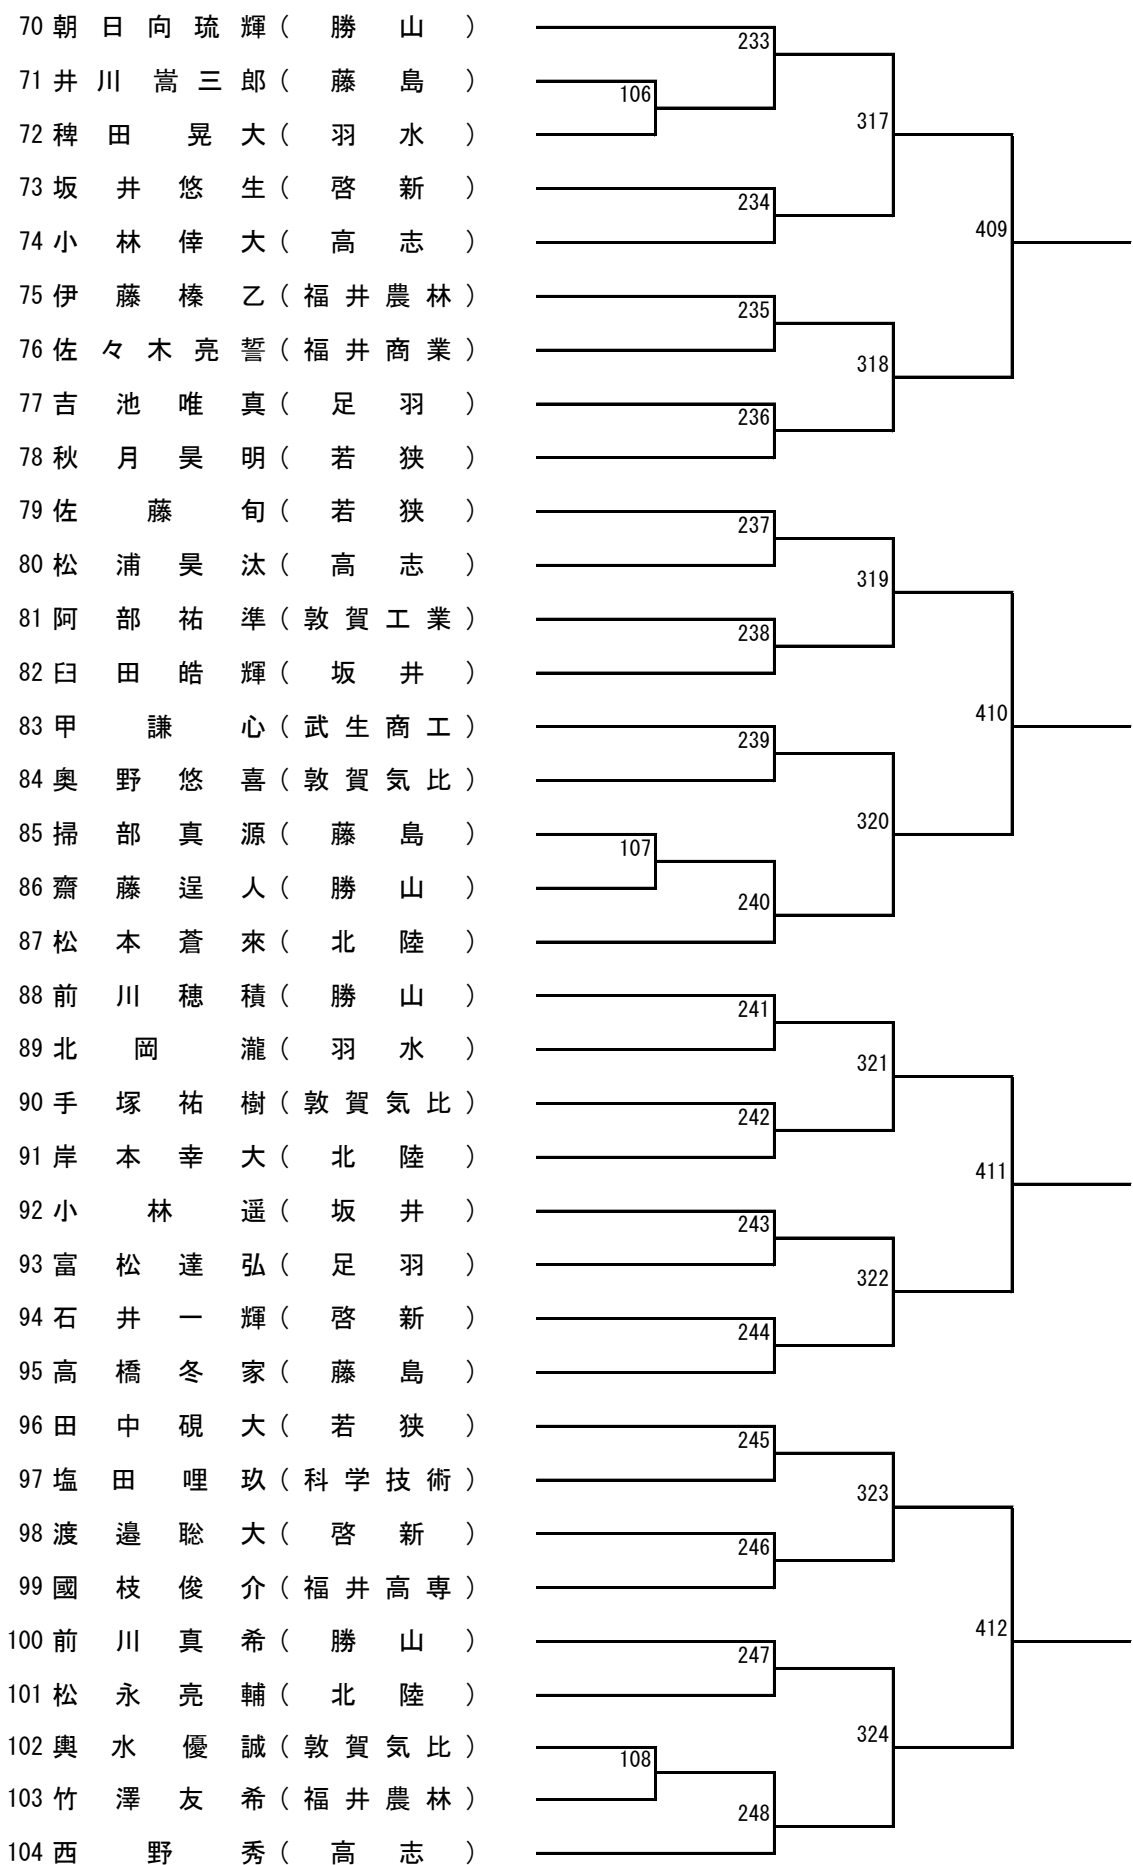 70 朝日向琉輝(勝山)
233
71 井川嵩三郎(藤島)
106
317
72 稗田晃大(羽水)
73 坂井悠生(啓新)
234
74 小林倖大(高志)
409
75 伊藤榛乙(福井農林)
235
76 佐々木亮誓(福井商業)
318
77 吉池唯真(足羽)
236
78 秋月昊明(若狭)
79 佐藤旬(若狭)
237
80 松浦昊汰(高志)
319
81 阿部祐準(敦賀工業)
238
82 臼田皓輝(坂井)
410
83 甲謙心(武生商工)
239
84 奥野悠喜(敦賀気比)
320
85 掃部真源(藤島)
107
86 齋藤逞人(勝山)
240
87 松本蒼來(北陸)
88 前川穂積(勝山)
241
89 北岡瀧(羽水)
321
90 手塚祐樹(敦賀気比)
242
91 岸本幸大(北陸)
411
92 小林遥(坂井)
243
93 富松達弘(足羽)
322
94 石井一輝(啓新)
244
95 高橋冬家(藤島)
96 田中硯大(若狭)
245
97 塩田哩玖(科学技術)
323
98 渡邉聡大(啓新)
246
99 國枝俊介(福井高専)
412
100 前川真希(勝山)
247
101 松永亮輔(北陸)
324
102 輿水優誠(敦賀気比)
108
103 竹澤友希(福井農林)
248
104 西野秀(高志)